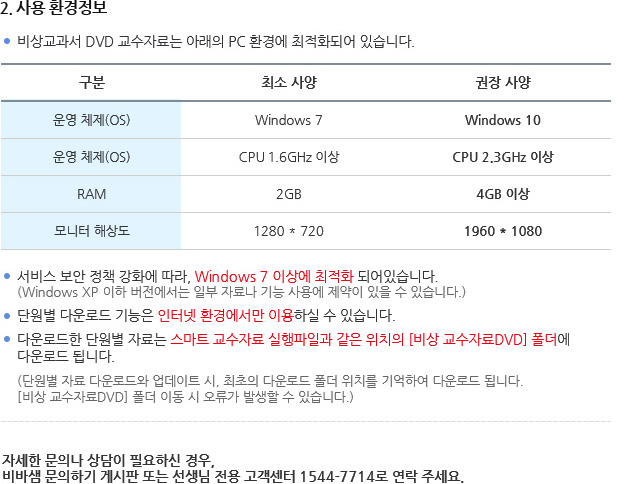 2. 사용 환경정보
비상교과서 DVD 교수자료는 아래의 PC 환경에 최적화되어 있습니다.
구분 최소 사양 권장 사양
운영 체제(OS) Windows 7 Windows 10
운영 체제(OS) CPU 1.6GHz 이상 CPU 2.3GHz 이상
RAM 2GB 4GB 이상
모니터 해상도 1280 * 720 1960 * 1080
서비스 보안 정책 강화에 따라, Windows 7 이상에 최적화 되어있습니다.
(Windows XP 이하 버전에서는 일부 자료나 기능 사용에 제약이 있을 수 있습니다.)
단원별 다운로드 기능은 인터넷 환경에서만 이용하실 수 있습니다.
다운로드한 단원별 자료는 스마트 교수자료 실행파일과 같은 위치의 [비상 교수자료DVD] 폴더에
다운로드 됩니다.
(단원별 자료 다운로드와 업데이트 시, 최초의 다운로드 폴더 위치를 기억하여 다운로드 됩니다.
[비상 교수자료DVD] 폴더 이동 시 오류가 발생할 수 있습니다.)
자세한 문의나 상담이 필요하신 경우,
비바샘 문의하기 게시판 또는 선생님 전용 고객센터 1544-7714로 연락 주세요.